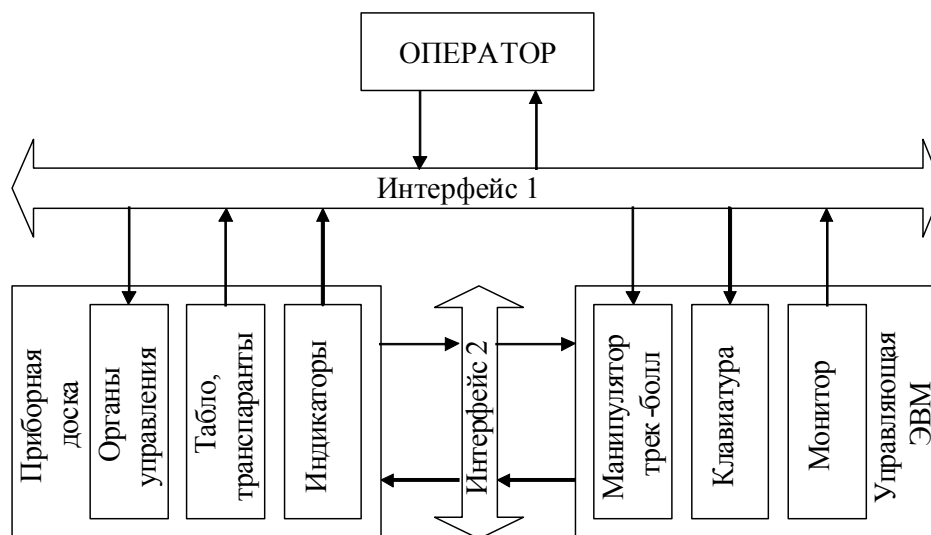 ОПЕРАТОР
Интерфейс 1
Приборная
доска
Органы
управления
Табло,
транспаранты
Индикаторы
Интерфейс 2
Манипулятор
трек-болл
Клавиатура
Монитор
Управляющая
ЭВМ